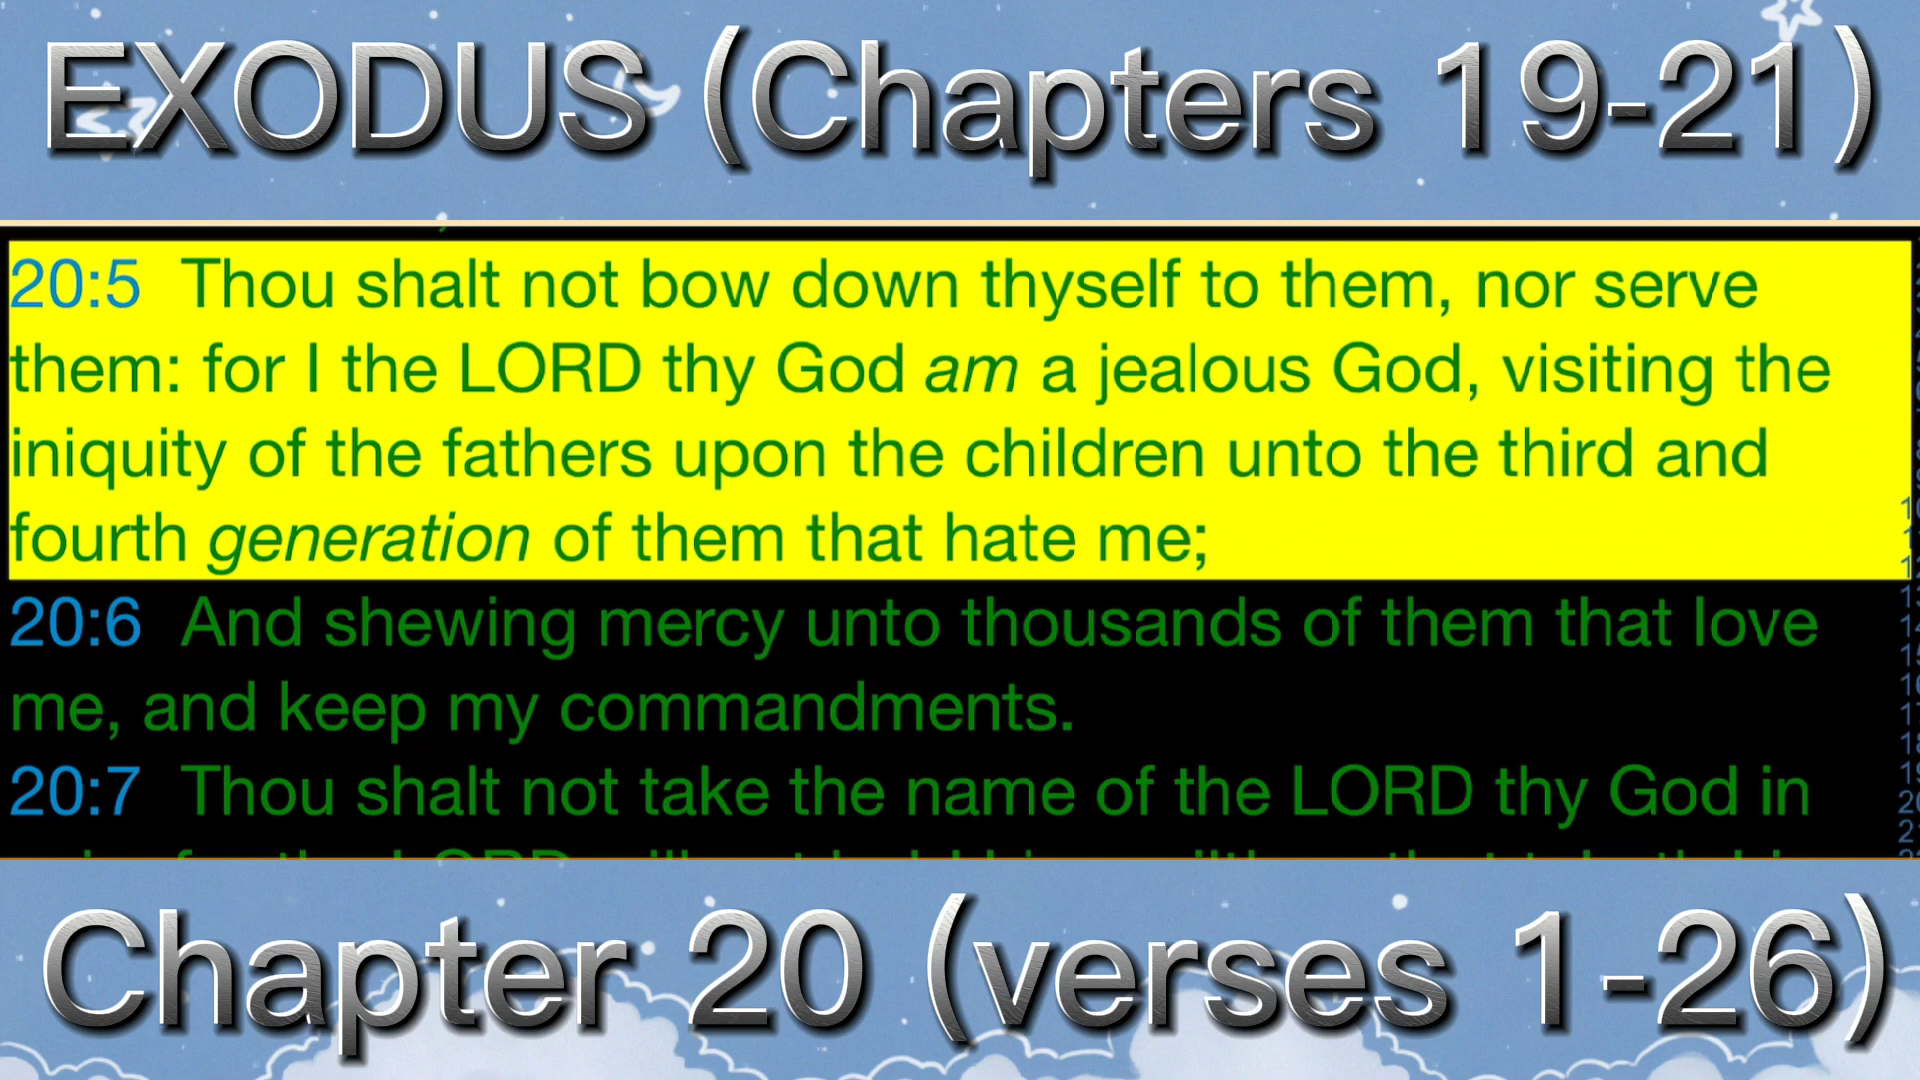 EXODUS (Chapters 19-21)
20:5 Thou shalt not bow down thyself to them, nor serve
them: for I the LORD thy God am a jealous God, visiting the
iniquity of the fathers upon the children unto the third and
fourth generation of them that hate me;
20:6 And shewing mercy unto thousands of them that love
me, and keep my commandments.
20:7 Thou shalt not take the name of the LORD thy God in
Chapter 20 (verses 1-26)